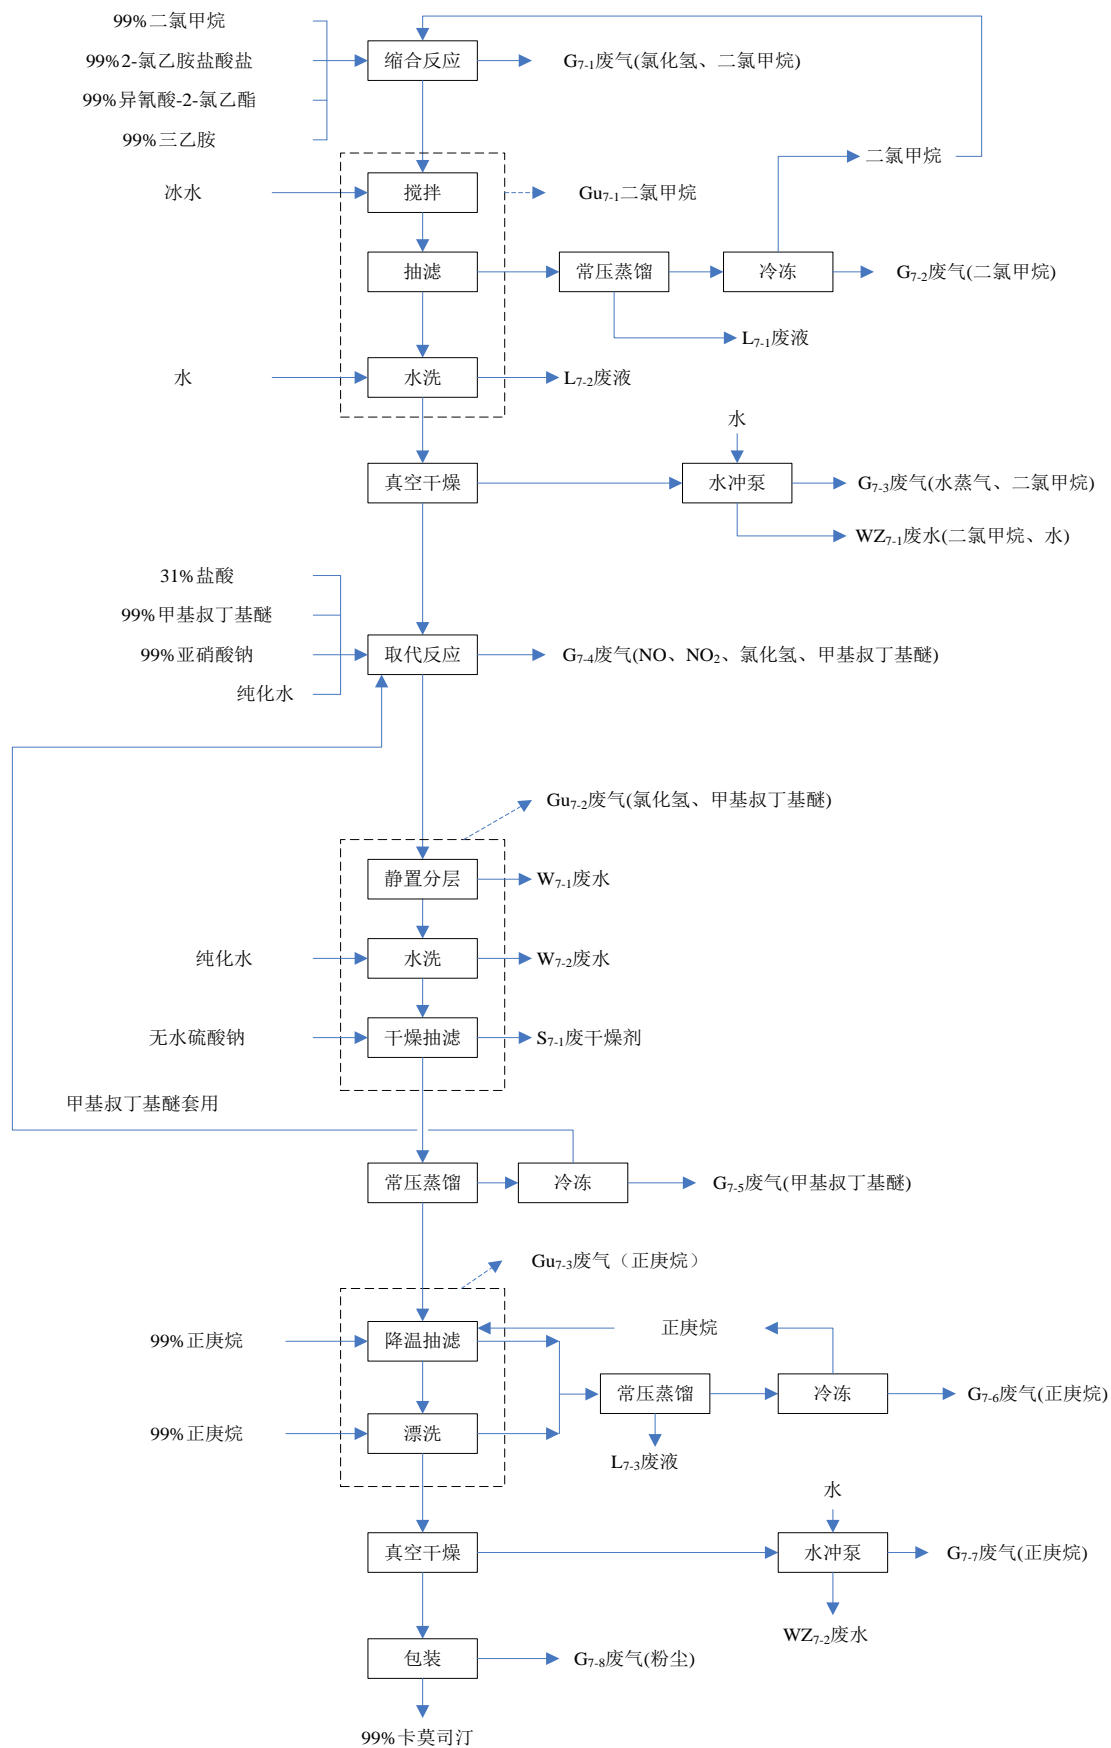 99%二氯甲烷
99%2-氯乙胺盐酸盐
缩合反应
G7-1废气(氯化氢、二氯甲烷)
99%异氰酸-2-氯乙酯
99%三乙胺
二氯甲烷
冰水
搅拌
Gu7-1二氯甲烷
抽滤
常压蒸馏
冷冻
G7-2废气(二氯甲烷)
L7-1废液
水
水洗
L7-2废液
水
真空干燥
水冲泵
G7-3废气(水蒸气、二氯甲烷)
WZ7-1废水(二氯甲烷、水)
31%盐酸
99%甲基叔丁基醚
99%亚硝酸钠
取代反应
G7-4废气(NO、NO2、氯化氢、甲基叔丁基醚)
纯化水
Gu7-2废气(氯化氢、甲基叔丁基醚)
静置分层
W7-1废水
纯化水
水洗
W7-2废水
无水硫酸钠
干燥抽滤
S7-1废干燥剂
甲基叔丁基醚套用
常压蒸馏
冷冻
G7-5废气(甲基叔丁基醚)
Gu7-3废气（正庚烷）
99%正庚烷
降温抽滤
正庚烷
常压蒸馏
冷冻
G7-6废气(正庚烷)
99%正庚烷
漂洗
L7-3废液
水
真空干燥
水冲泵
G7-7废气(正庚烷)
WZ7-2废水
包装
G7-8废气(粉尘)
99%卡莫司汀